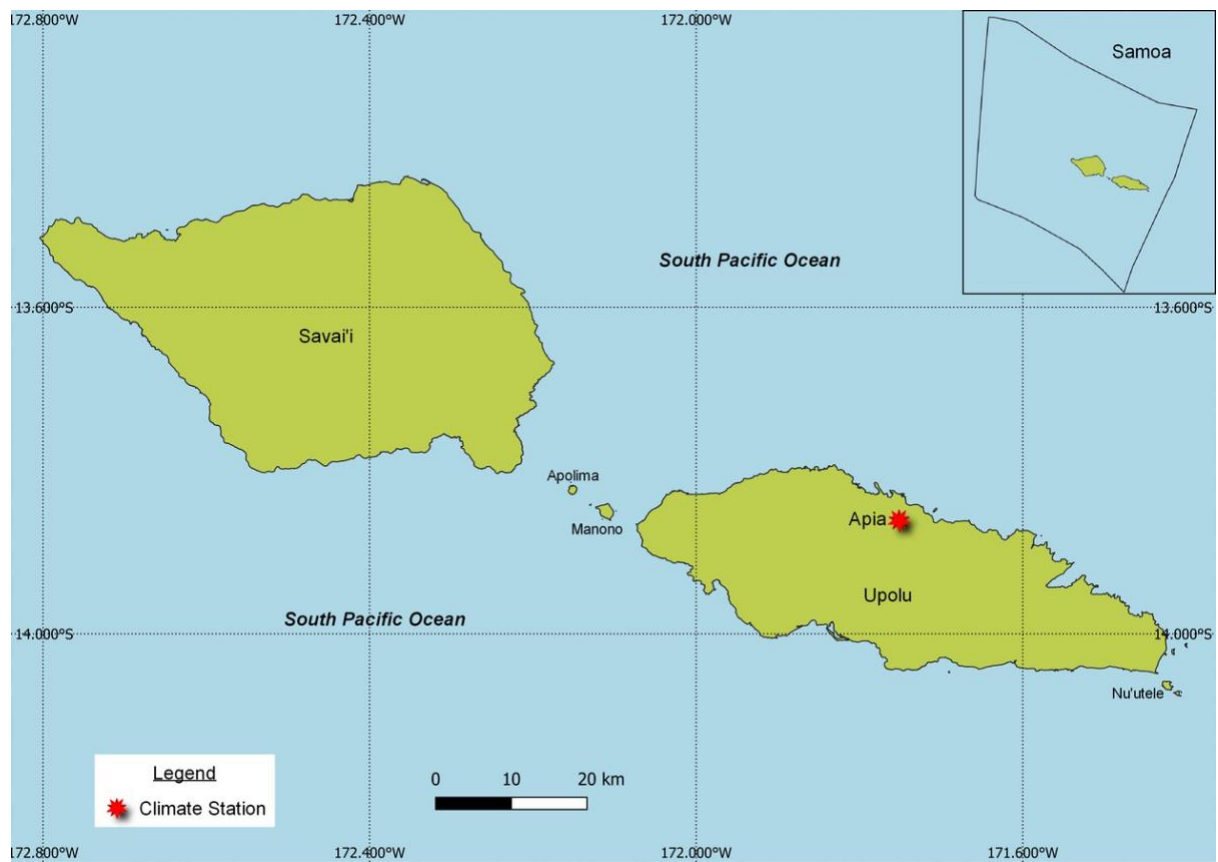 172.800°W
172.400°W
172.000°W
Samoa
South Pacific Ocean
13.600°S
13.600°S
Savai'i
Apolima
Manono
Apia
Upolu
South Pacific Ocean
14.000°S
14.000°S
Nu'utele
Legend
Climate Station
0 10 20 km
172.800°W
172.400°W
172.000°W
171.600°W